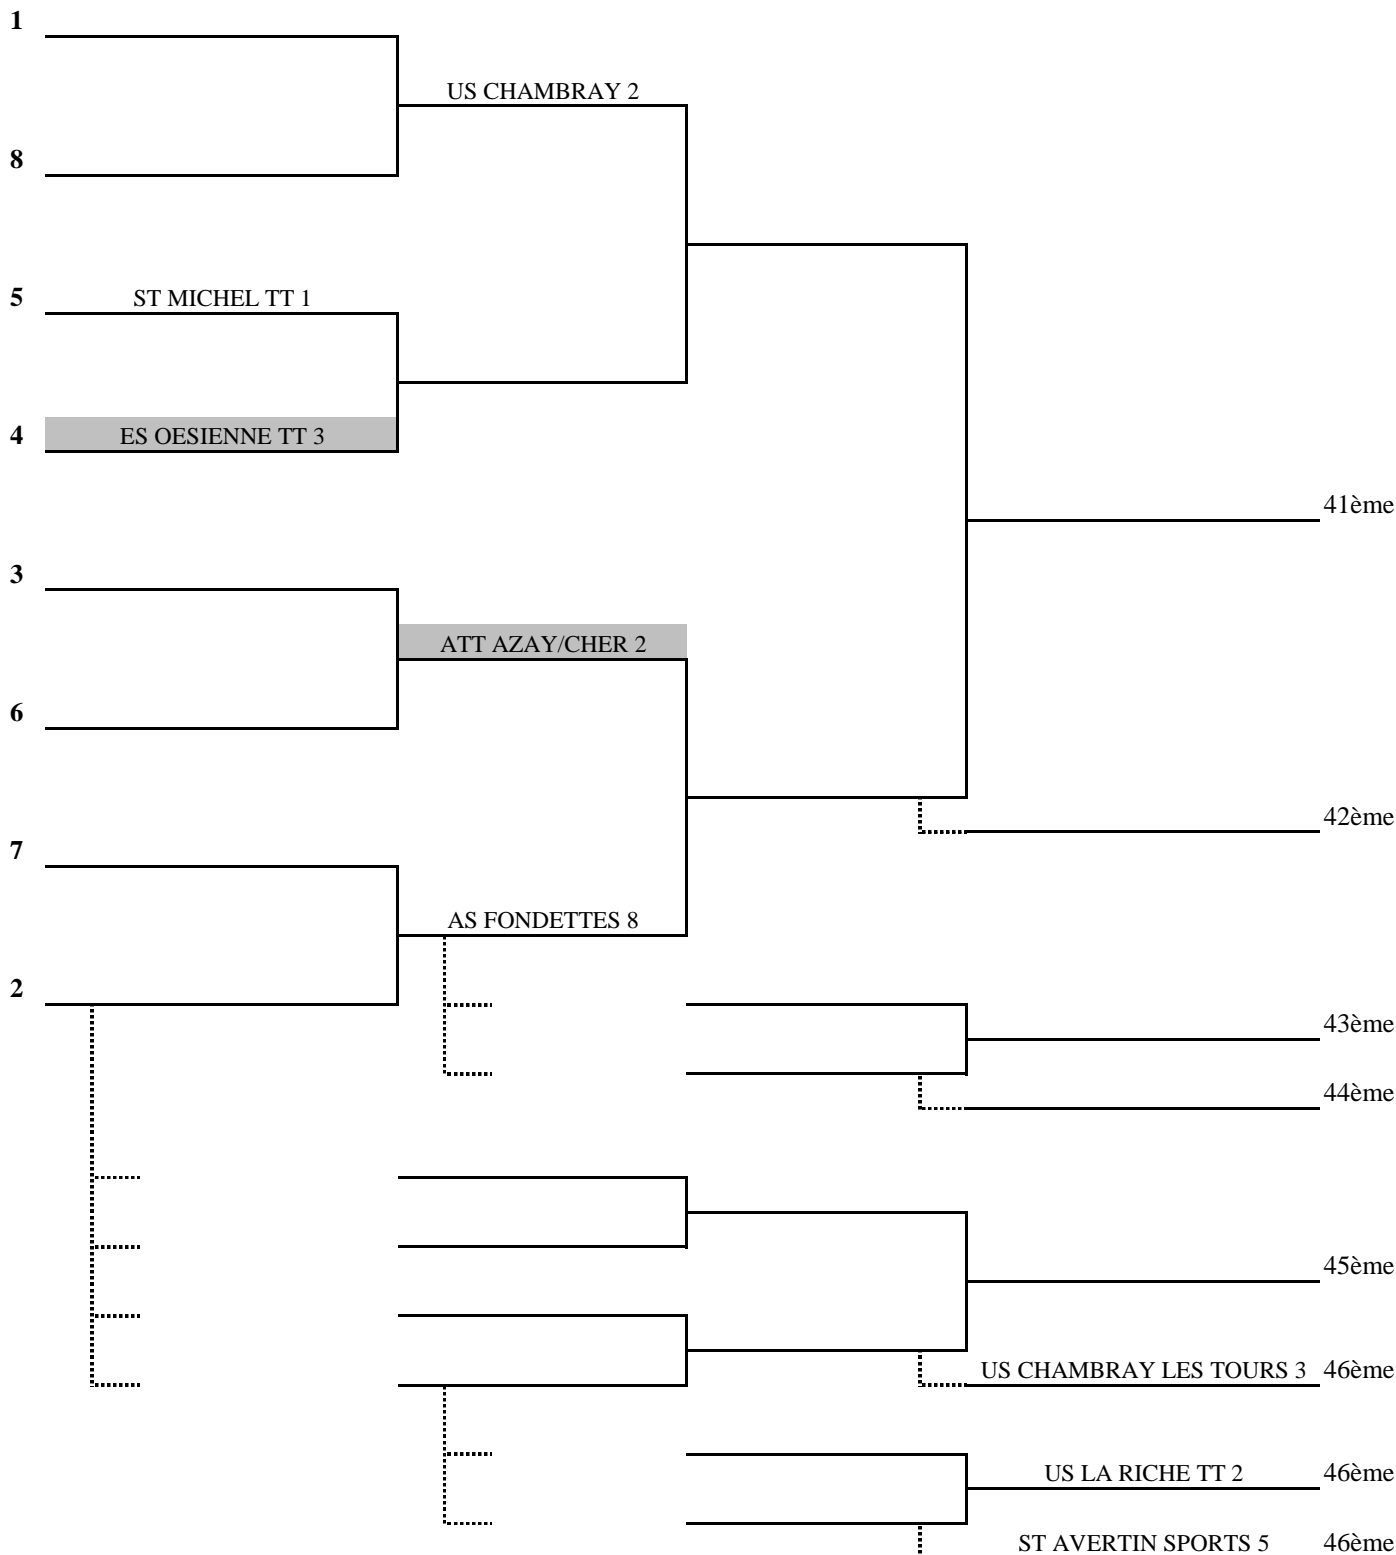 1
US CHAMBRAY 2
8
5
ST MICHEL TT 1
4
ES OESIENNE TT 3
41ème
3
ATT AZAY/CHER 2
6
42ème
7
AS FONDETTES 8
2
43ème
44ème
45ème
US CHAMBRAY LES TOURS 3 46ème
US LA RICHE TT 2 46ème
ST AVERTIN SPORTS 5 46ème